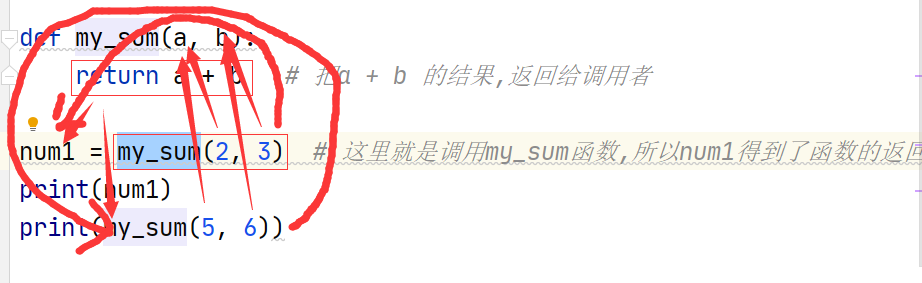 def my_sum(a, b):
return a + b # 把a + b 的结果,返回给调用者
num1 = my_sum(2, 3) # 这里就是调用my_sum函数,所以num1得到了函数的返回
print(num1)
print(my_sum(5, 6))